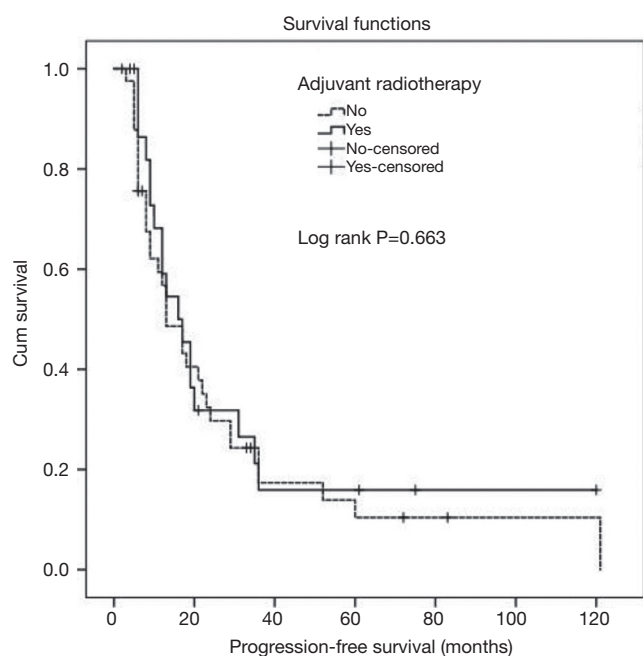 Survival functions
1.0
0.8
0.6
0.4
0.2
0.0
Cum survival
Adjuvant radiotherapy
No
Yes
No-censored
Yes-censored
Log rank P=0.663
0 20 40 60 80 100 120
Progression-free survival (months)